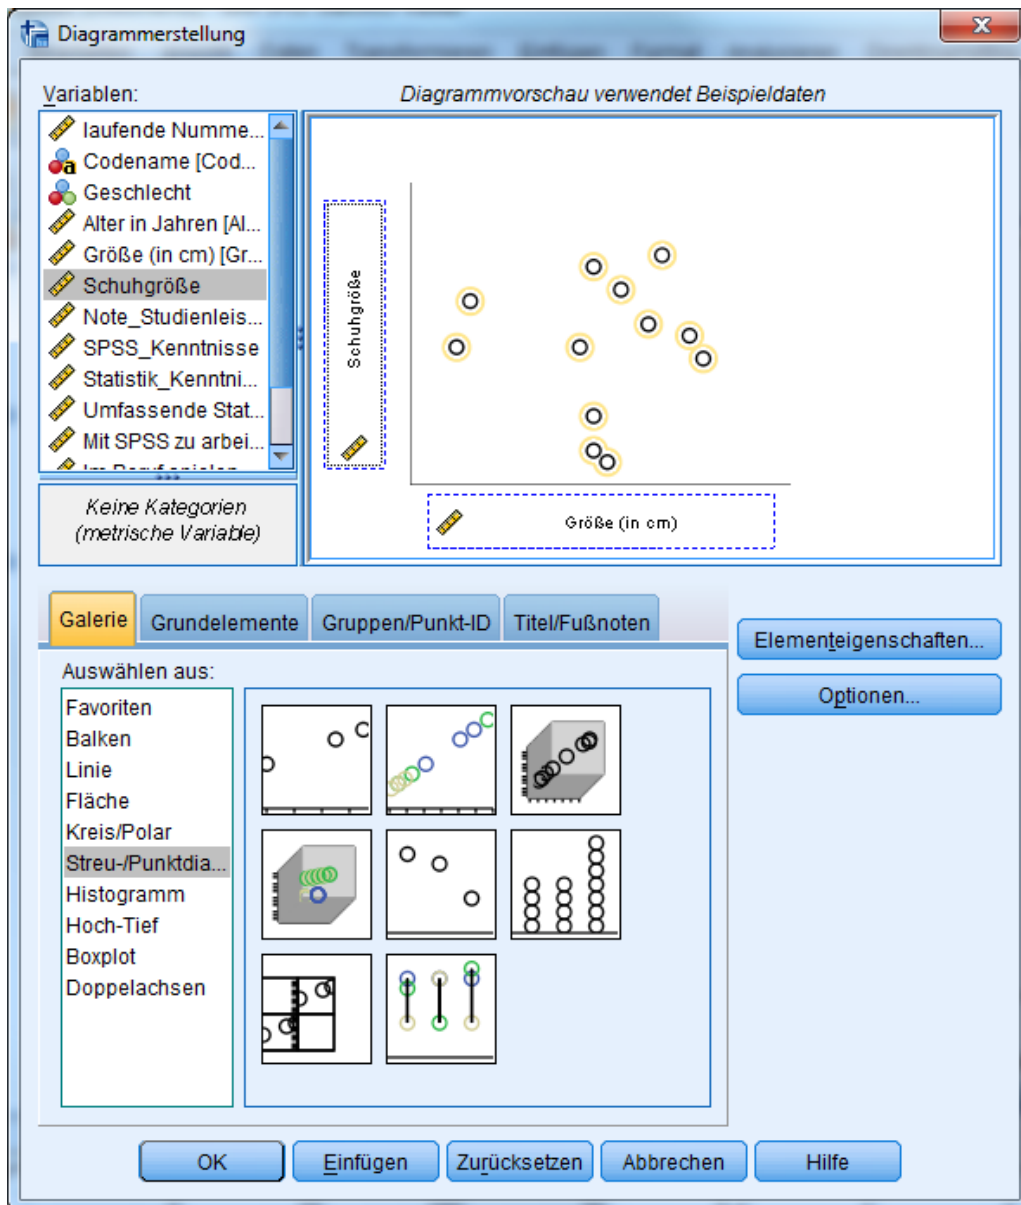 Diagrammerstellung
Variablen:
Diagrammvorschau verwendet Beispieldaten
laufende Numme...
Codename [Cod...
Geschlecht
Alter in Jahren [Al...
Größe (in cm) [Gr...
Schuhgröße
Note_Studienleis...
SPSS_Kenntnisse
Statistik_Kenntni...
Umfassende Stat...
Mit SPSS zu arbei...
Keine Kategorien
(metrische Variable)
Schuhgröße
Größe (in cm)
Galerie
Grundelemente
Gruppen/Punkt-ID
Titel/Fußnoten
Elementeigenschaften...
Optionen...
Auswählen aus:
Favoriten
Balken
Linie
Fläche
Kreis/Polar
Streu-/Punktdia...
Histogramm
Hoch-Tief
Boxplot
Doppelachsen
OK
Einfügen
Zurücksetzen
Abbrechen
Hilfe